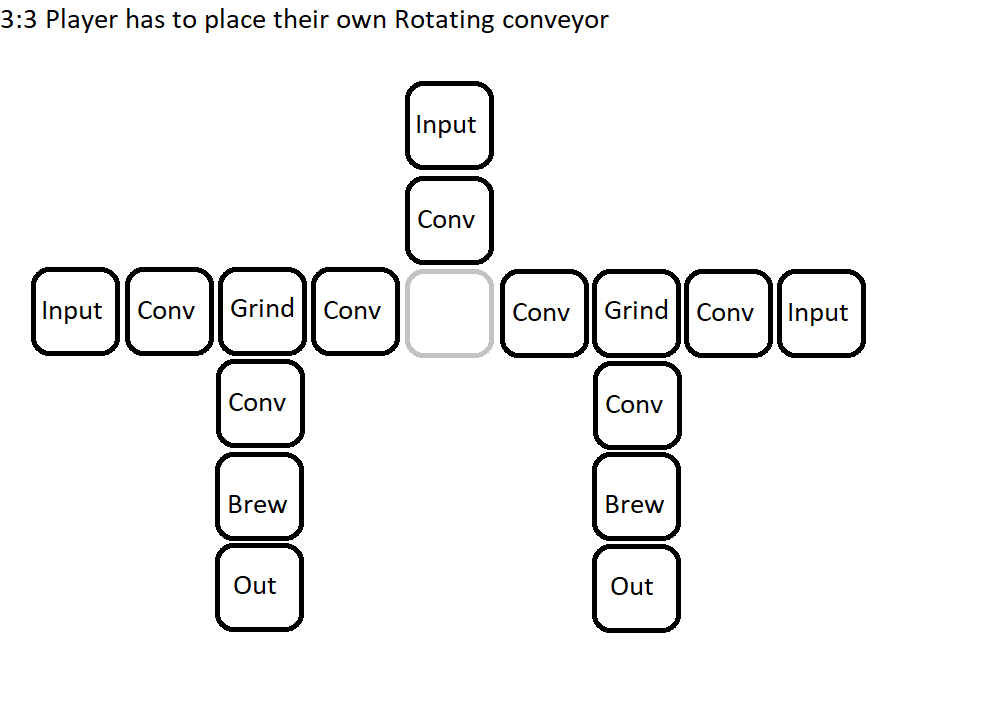 3:3 Player has to place their own Rotating conveyor
Input
Conv
Input Conv Grind Conv Conv Grind Conv Input
Conv Conv
Brew Brew
Out Out